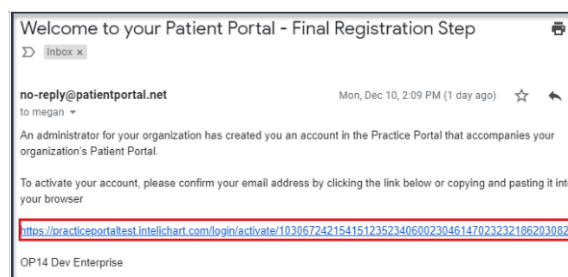 Welcome to your Patient Portal - Final Registration Step
Inbox x
no-reply@patientportal.net Mon, Dec 10, 2:09 PM (1 day ago)
to megan
An administrator for your organization has created you an account in the Practice Portal that accompanies your
organization's Patient Portal.
To activate your account, please confirm your email address by clicking the link below or copying and pasting it int
your browser
https://practiceportaltest.intelichart.com/login/activate/103067242154151235234060023046147023232186203082
OP14 Dev Enterprise